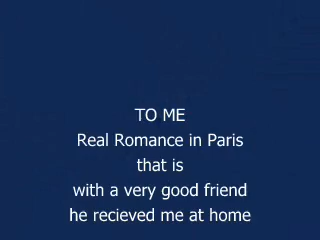 TO ME
Real Romance in Paris
that is
with a very good friend
he recieved me at home